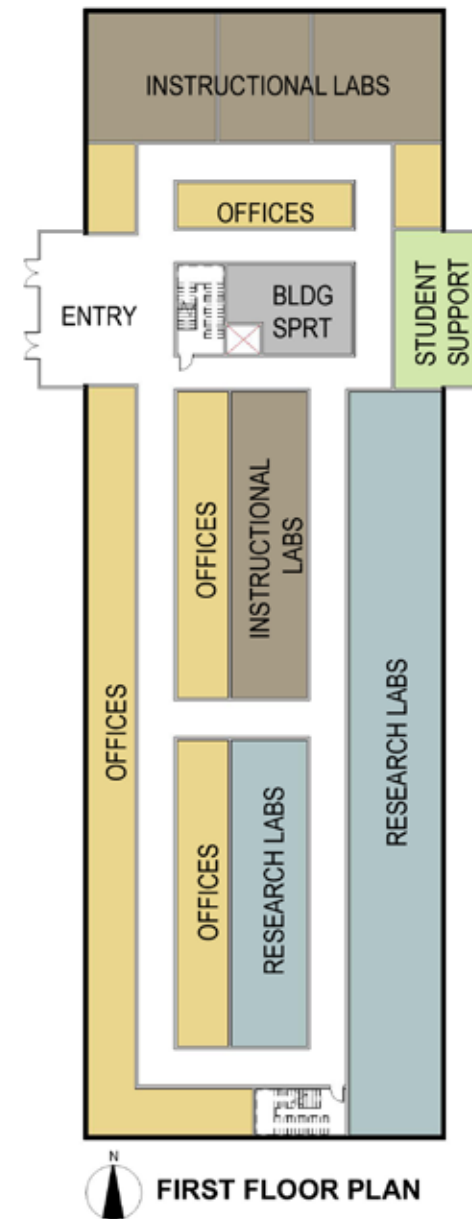 INSTRUCTIONAL LABS
OFFICES
ENTRY
BLDG
SPRT
STUDENT
SUPPORT
OFFICES
INSTRUCTIONAL
LABS
OFFICES
RESEARCH LABS
OFFICES
RESEARCH LABS
N
FIRST FLOOR PLAN